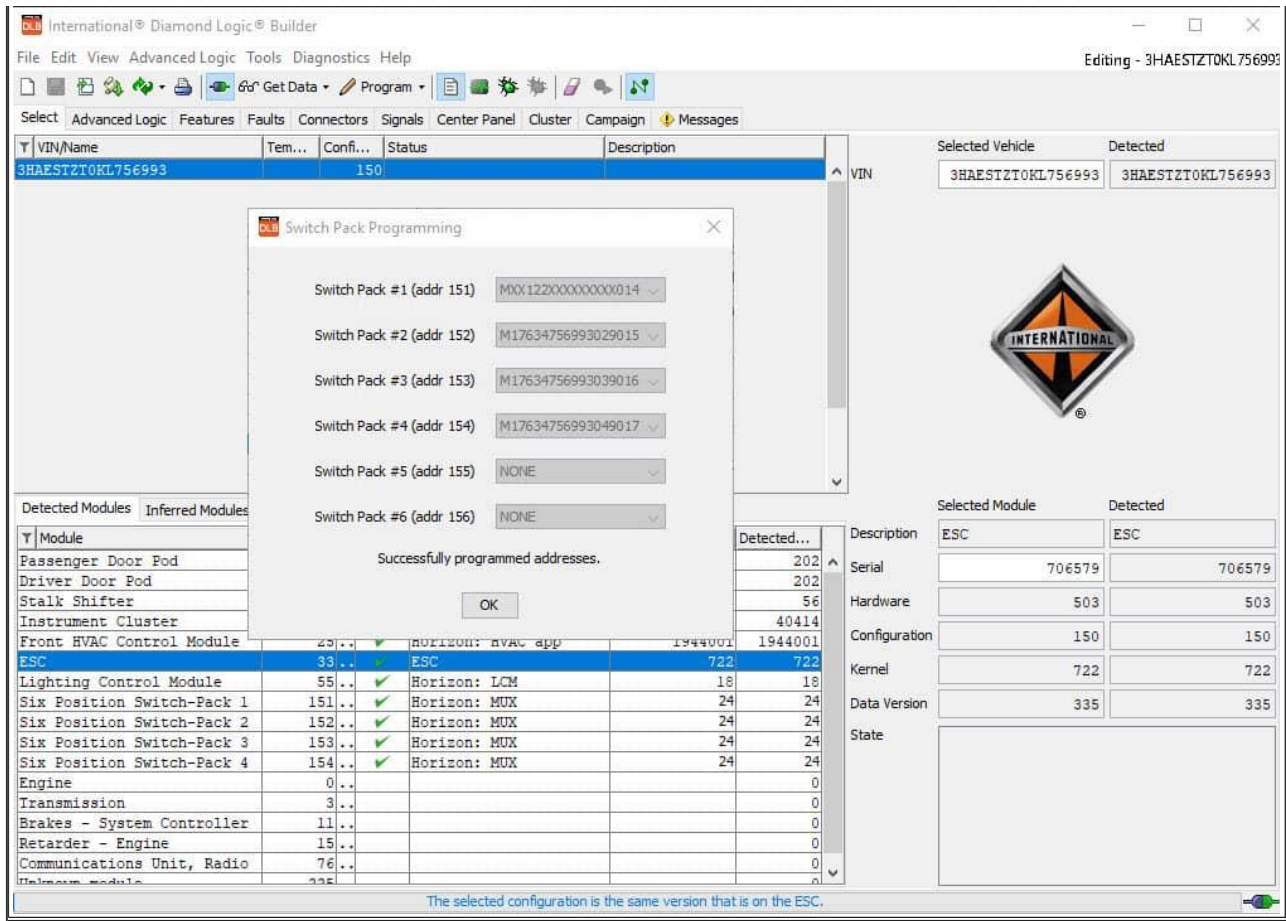 DLB International® Diamond Logic® Builder
File Edit View Advanced Logic Tools Diagnostics Help
Editing - 3HAESTZT0KL756993
Get Data Program
Select Advanced Logic Features Faults Connectors Signals Center Panel Cluster Campaign Messages
VIN/Name Tem... Confi... Status Description
3HAESTZT0KL756993 150
Selected Vehicle Detected
VIN 3HAESTZT0KL756993 3HAESTZT0KL756993
INTERNATIONAL ®
DLB Switch Pack Programming
Switch Pack #1 (addr 151) MXX122XXXXXXXXX014
Switch Pack #2 (addr 152) M17634756993029015
Switch Pack #3 (addr 153) M17634756993039016
Switch Pack #4 (addr 154) M17634756993049017
Switch Pack #5 (addr 155) NONE
Switch Pack #6 (addr 156) NONE
Successfully programmed addresses.
OK
Detected Modules Inferred Modules
Module Detected...
Passenger Door Pod 202
Driver Door Pod 202
Stalk Shifter 56
Instrument Cluster 40414
Front HVAC Control Module 25.. Horizon: HVAC app 1944001 1944001
ESC 33.. ESC 722 722
Lighting Control Module 55.. Horizon: LCM 18 18
Six Position Switch-Pack 1 151.. Horizon: MUX 24 24
Six Position Switch-Pack 2 152.. Horizon: MUX 24 24
Six Position Switch-Pack 3 153.. Horizon: MUX 24 24
Six Position Switch-Pack 4 154.. Horizon: MUX 24 24
Engine 0.. 0
Transmission 3.. 0
Brakes - System Controller 11.. 0
Retarder - Engine 15.. 0
Communications Unit, Radio 76.. 0
Selected Module Detected
Description ESC ESC
Serial 706579 706579
Hardware 503 503
Configuration 150 150
Kernel 722 722
Data Version 335 335
State
The selected configuration is the same version that is on the ESC.